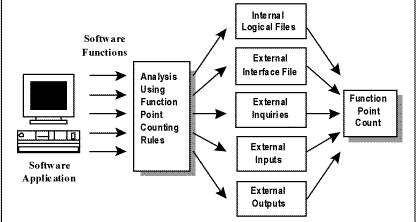 Software
Functions
Software
Application
Analysis
Using
Function
Point
Counting
Rules
Internal
Logical Files
External
Interface File
External
Inquiries
External
Inputs
External
Outputs
Function
Point
Count